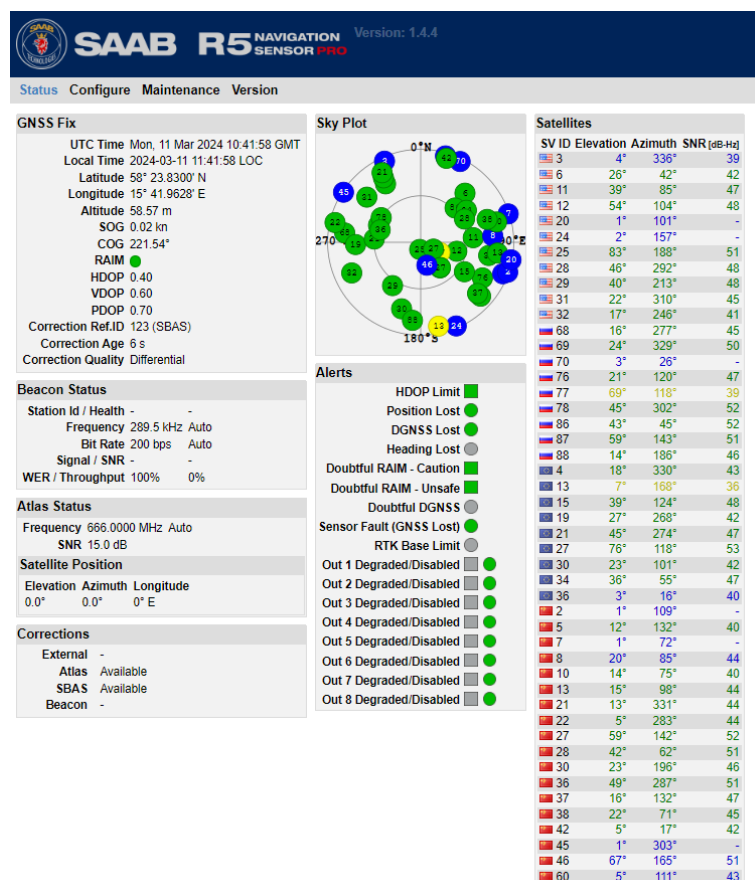 SAAB R5 NAVIGATION SENSOR PRO Version: 1.4.4
Status Configure Maintenance Version
GNSS Fix
UTC Time Mon, 11 Mar 2024 10:41:58 GMT
Local Time 2024-03-11 11:41:58 LOC
Latitude 58° 23.8300' N
Longitude 15° 41.9628' E
Altitude 58.57 m
SOG 0.02 kn
COG 221.54°
RAIM
HDOP 0.40
VDOP 0.60
PDOP 0.70
Correction Ref.ID 123 (SBAS)
Correction Age 6 s
Correction Quality Differential
Beacon Status
Station Id / Health - -
Frequency 289.5 kHz Auto
Bit Rate 200 bps Auto
Signal / SNR - -
WER / Throughput 100% 0%
Atlas Status
Frequency 666.0000 MHz Auto
SNR 15.0 dB
Satellite Position
Elevation Azimuth Longitude
0.0° 0.0° 0° E
Corrections
External -
Atlas Available
SBAS Available
Beacon -
Sky Plot
0°N
270
90°E
180°S
Alerts
HDOP Limit
Position Lost
DGNSS Lost
Heading Lost
Doubtful RAIM - Caution
Doubtful RAIM - Unsafe
Doubtful DGNSS
Sensor Fault (GNSS Lost)
RTK Base Limit
Out 1 Degraded/Disabled
Out 2 Degraded/Disabled
Out 3 Degraded/Disabled
Out 4 Degraded/Disabled
Out 5 Degraded/Disabled
Out 6 Degraded/Disabled
Out 7 Degraded/Disabled
Out 8 Degraded/Disabled
Satellites
SV ID Elevation Azimuth SNR [dB-Hz]
3 4° 336° 39
6 26° 42° 42
11 39° 85° 47
12 54° 104° 48
20 1° 101° -
24 2° 157° -
25 83° 188° 51
28 46° 292° 48
29 40° 213° 48
31 22° 310° 45
32 17° 246° 41
68 16° 277° 45
69 24° 329° 50
70 3° 26° -
76 21° 120° 47
77 69° 118° 39
78 45° 302° 52
86 43° 45° 52
87 59° 143° 51
88 14° 186° 46
4 18° 330° 43
13 7° 168° 36
15 39° 124° 48
19 27° 268° 42
21 45° 274° 47
27 76° 118° 53
30 23° 101° 42
34 36° 55° 47
36 3° 16° 40
2 1° 109° -
5 12° 132° 40
7 1° 72° -
8 20° 85° 44
10 14° 75° 40
13 15° 98° 44
21 13° 331° 44
22 5° 283° 44
27 59° 142° 52
28 42° 62° 51
30 23° 196° 46
36 49° 287° 51
37 16° 132° 47
38 22° 71° 45
42 5° 17° 42
45 1° 303° -
46 67° 165° 51
60 5° 111° 43